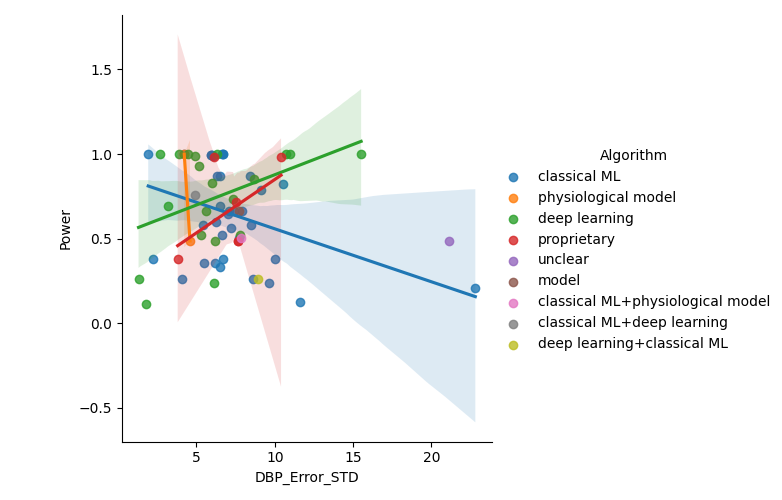 1.5
1.0
0.5
0.0
−0.5
Power
5
10
15
20
DBP_Error_STD
Algorithm
classical ML
physiological model
deep learning
proprietary
unclear
model
classical ML+physiological model
classical ML+deep learning
deep learning+classical ML